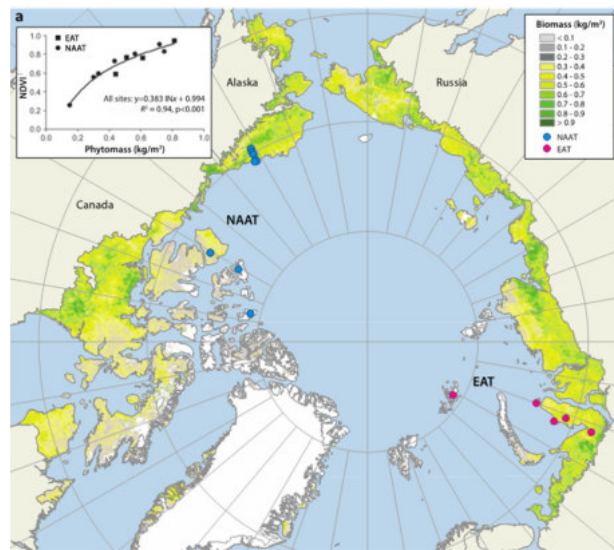 a
EAT
NAAT
NDVI
1.0
0.8
0.6
0.4
0.2
0.0
All sites: y=0.383 lNx + 0.994
R² = 0.94, p<0.001
0.0 0.2 0.4 0.6 0.8 1.0
Phytomass (kg/m²)
Alaska
Russia
Canada
NAAT
EAT
Biomass (kg/m²)
< 0.1
0.1 - 0.2
0.2 - 0.3
0.3 - 0.4
0.4 - 0.5
0.5 - 0.6
0.6 - 0.7
0.7 - 0.8
0.8 - 0.9
> 0.9
NAAT
EAT